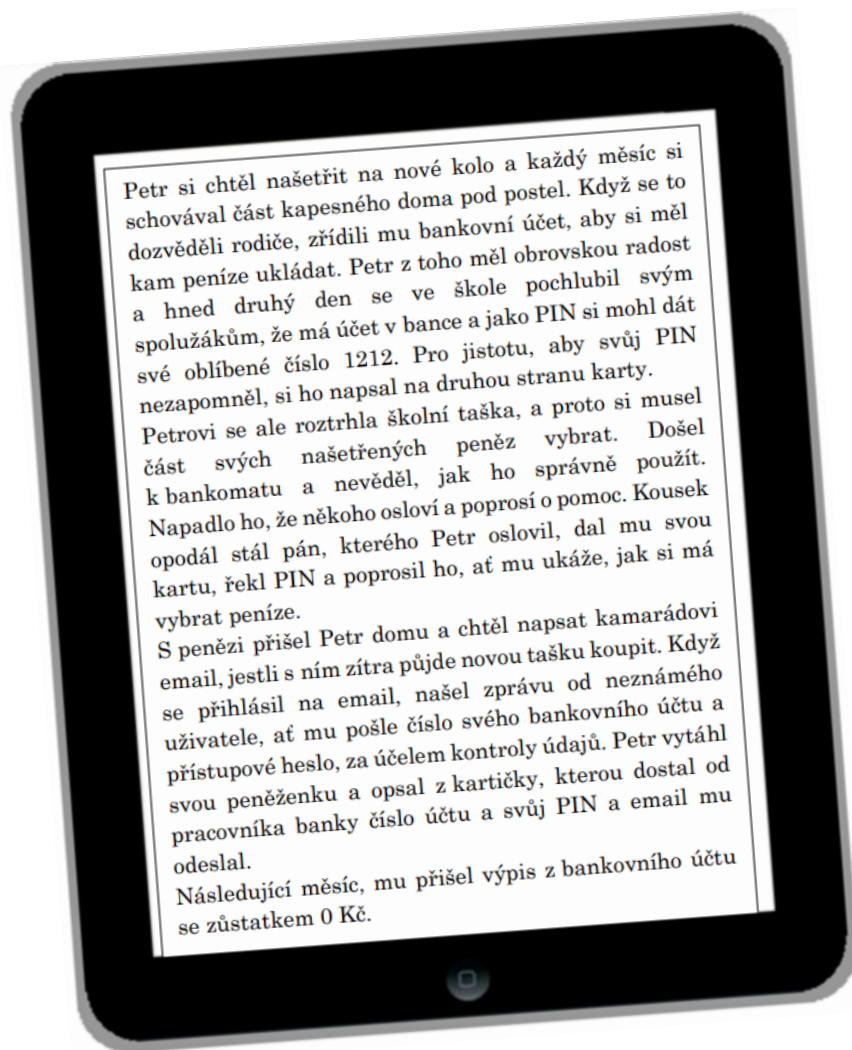 Petr si chtěl našetřit na nové kolo a každý měsíc si
schovával část kapesného doma pod postel. Když se to
dozvěděli rodiče, zřídili mu bankovní účet, aby si měl
kam peníze ukládat. Petr z toho měl obrovskou radost
a hned druhý den se ve škole pochlubil svým
spolužákům, že má účet v bance a jako PIN si mohl dát
své oblíbené číslo 1212. Pro jistotu, aby svůj PIN
nezapomněl, si ho napsal na druhou stranu karty.
Petrovi se ale roztrhla školní taška, a proto si musel
část svých našetřených peněz vybrat. Došel
k bankomatu a nevěděl, jak ho správně použít.
Napadlo ho, že někoho osloví a poprosí o pomoc. Kousek
opodál stál pán, kterého Petr oslovil, dal mu svou
kartu, řekl PIN a poprosil ho, ať mu ukáže, jak si má
vybrat peníze.
S penězi přišel Petr domu a chtěl napsat kamarádovi
email, jestli s ním zítra půjde novou tašku koupit. Když
se přihlásil na email, našel zprávu od neznámého
uživatele, ať mu pošle číslo svého bankovního účtu a
přístupové heslo, za účelem kontroly údajů. Petr vytáhl
svou peněženku a opsal z kartičky, kterou dostal od
pracovníka banky číslo účtu a svůj PIN a email mu
odeslal.
Následující měsíc, mu přišel výpis z bankovního účtu
se zůstatkem 0 Kč.